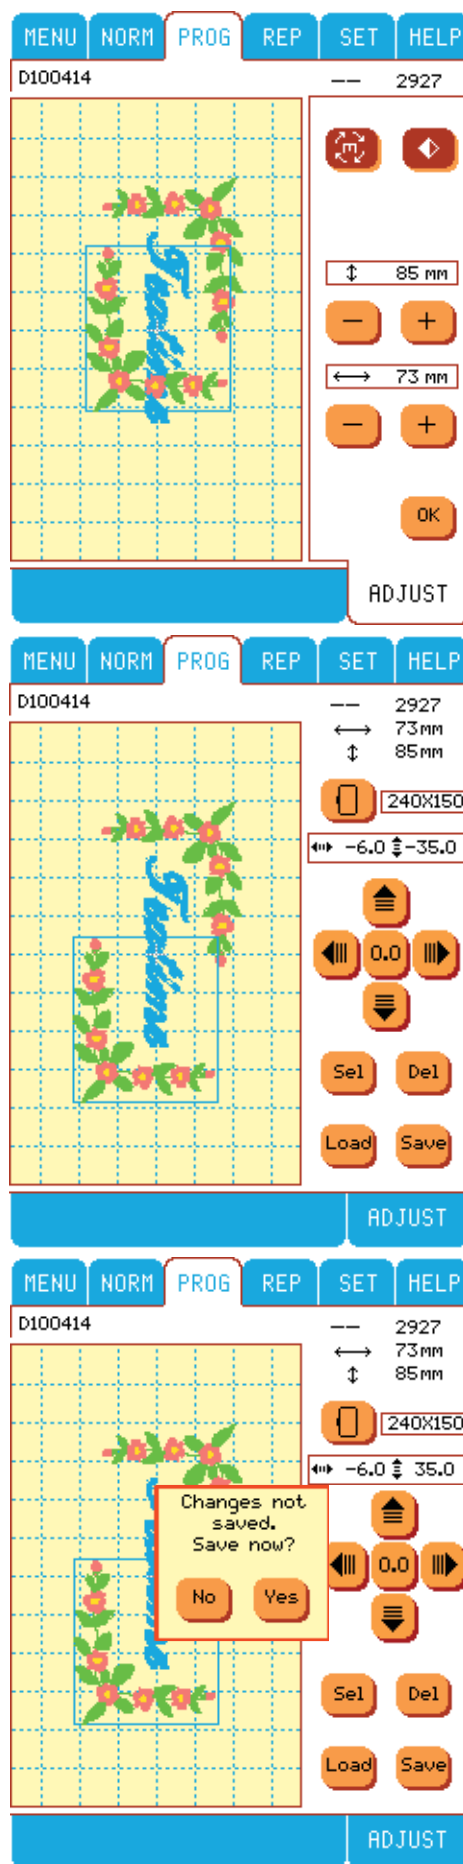 MENU NORM PROG REP SET HELP
D100414 -- 2927
↕ 85 mm
− +
↔ 73 mm
− +
OK
ADJUST
MENU NORM PROG REP SET HELP
D100414 -- 2927
↔ 73mm
↕ 85mm
240X150
-6.0 -35.0
0.0
Sel Del
Load Save
ADJUST
MENU NORM PROG REP SET HELP
D100414 -- 2927
↔ 73mm
↕ 85mm
240X150
-6.0 35.0
Changes not
saved.
Save now?
No Yes
0.0
Sel Del
Load Save
ADJUST